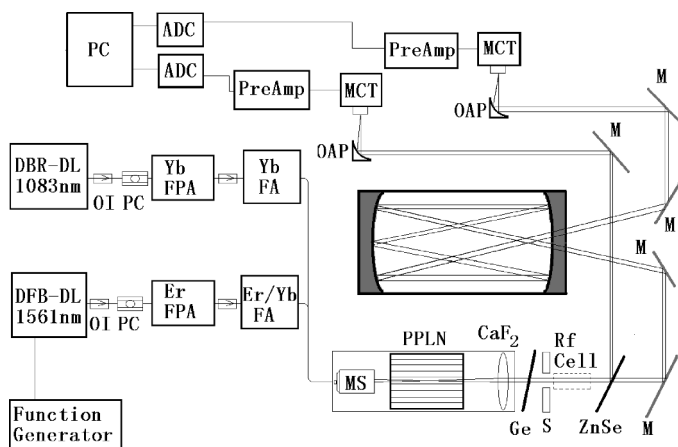 PC
ADC
ADC
PreAmp
MCT
PreAmp
MCT
OAP
M
M
OAP
DBR-DL
1083nm
OI PC
Yb
FPA
Yb
FA
M
M
DFB-DL
1561nm
OI PC
Er
FPA
Er/Yb
FA
PPLN
CaF2
Rf
Cell
MS
Ge
S
ZnSe
M
Function
Generator